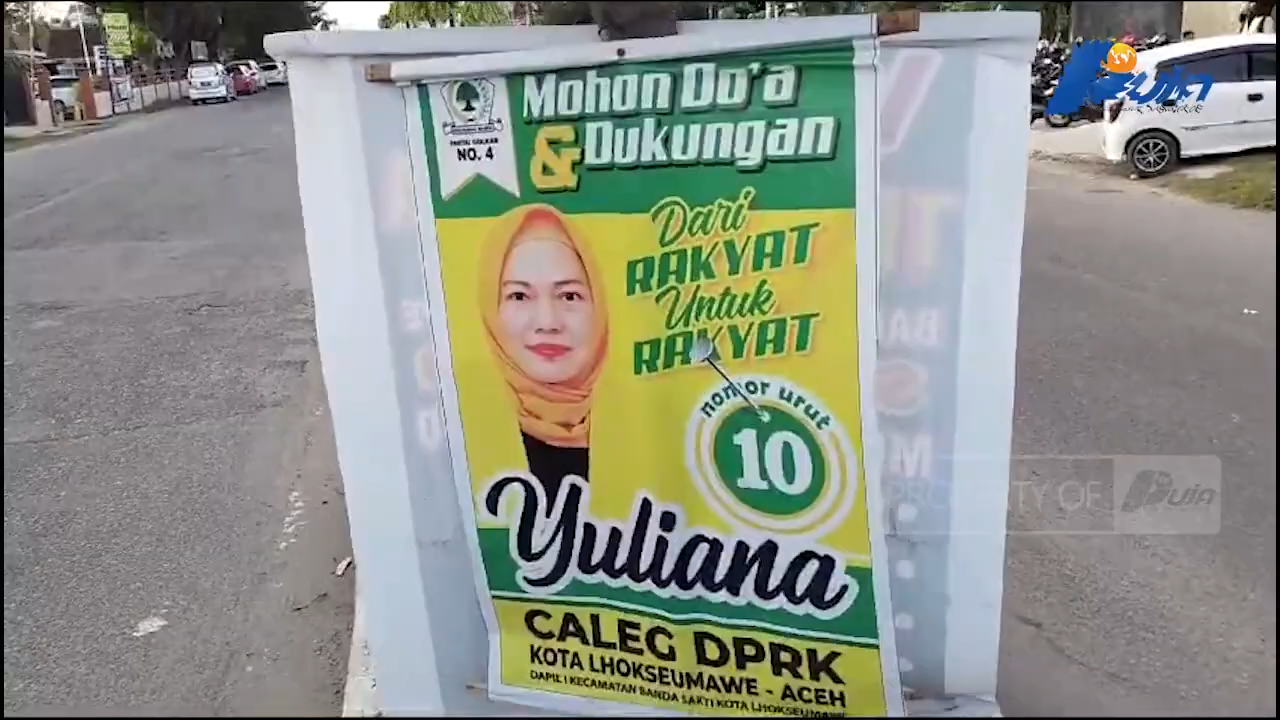 Mohon Do'a
& Dukungan
PARTAI GOLKAR
NO. 4
Dari
RAKYAT
Untuk
RAKYAT
nomor urut
10
Yuliana
CALEG DPRK
KOTA LHOKSEUMAWE - ACEH
DAPIL I KECAMATAN BANDA SAKTI KOTA LHOKSEUMAWE
PROPERTY OF Puja